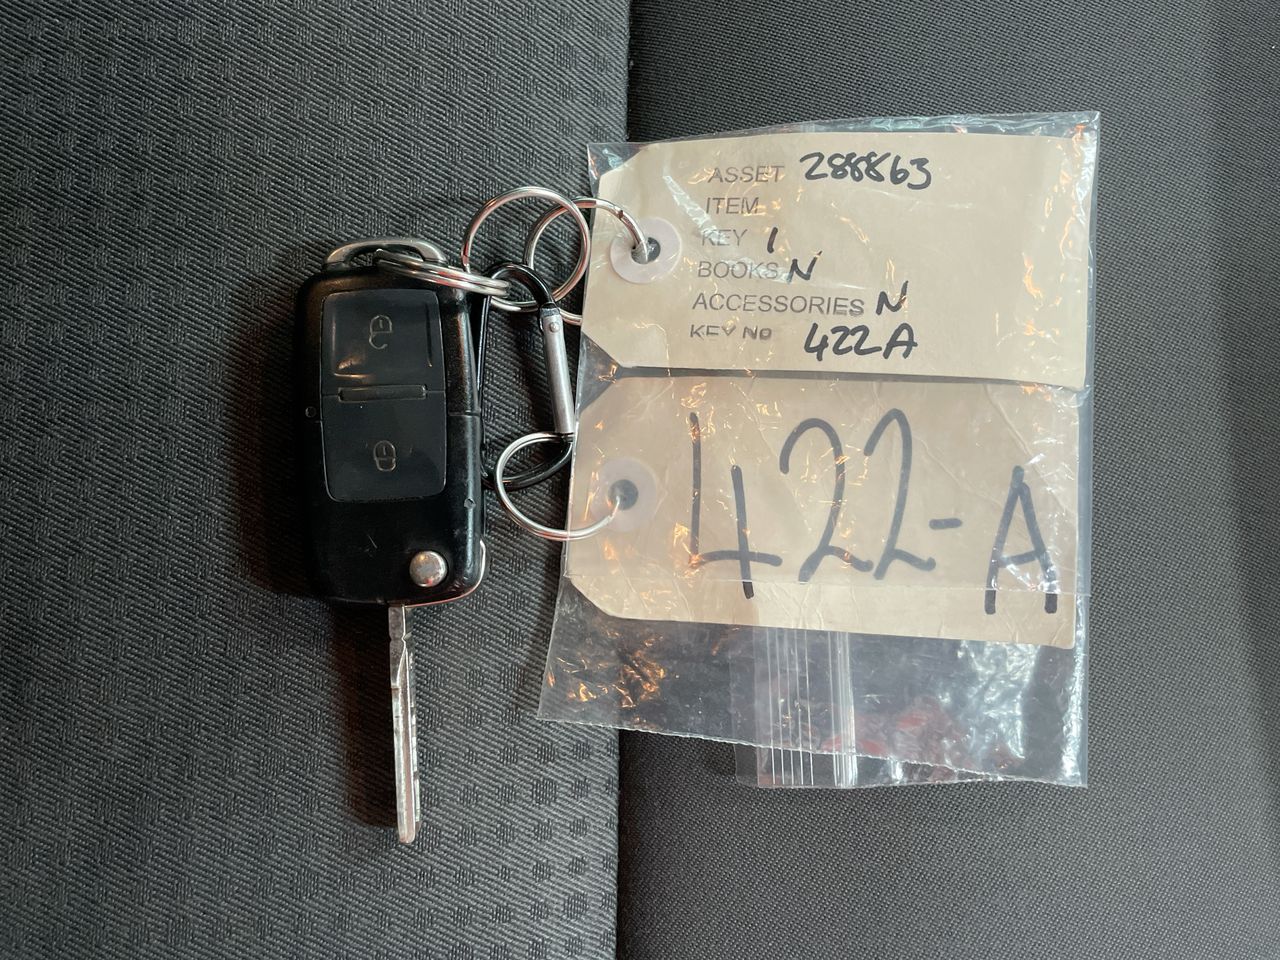 ASSET 288863
ITEM
KEY 1
BOOKS N
ACCESSORIES N
KEY NO 422A
422-A